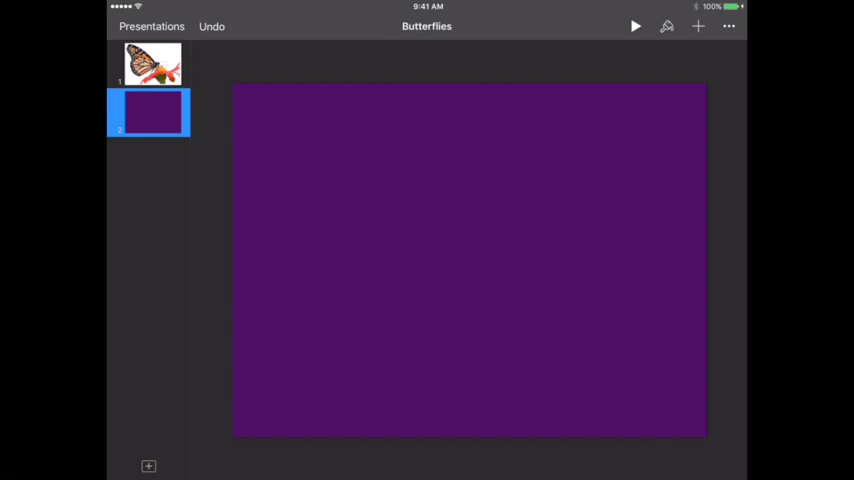 9:41 AM
100%
Presentations
Undo
Butterflies
1
2